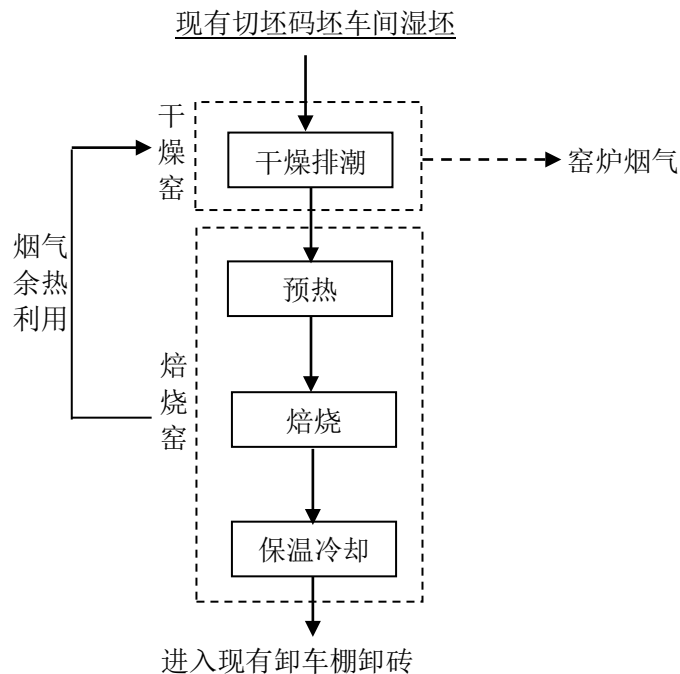 现有切坯码坯车间湿坯
干燥窑
干燥排潮
窑炉烟气
烟气
余热
利用
预热
焙烧窑
焙烧
保温冷却
进入现有卸车棚卸砖